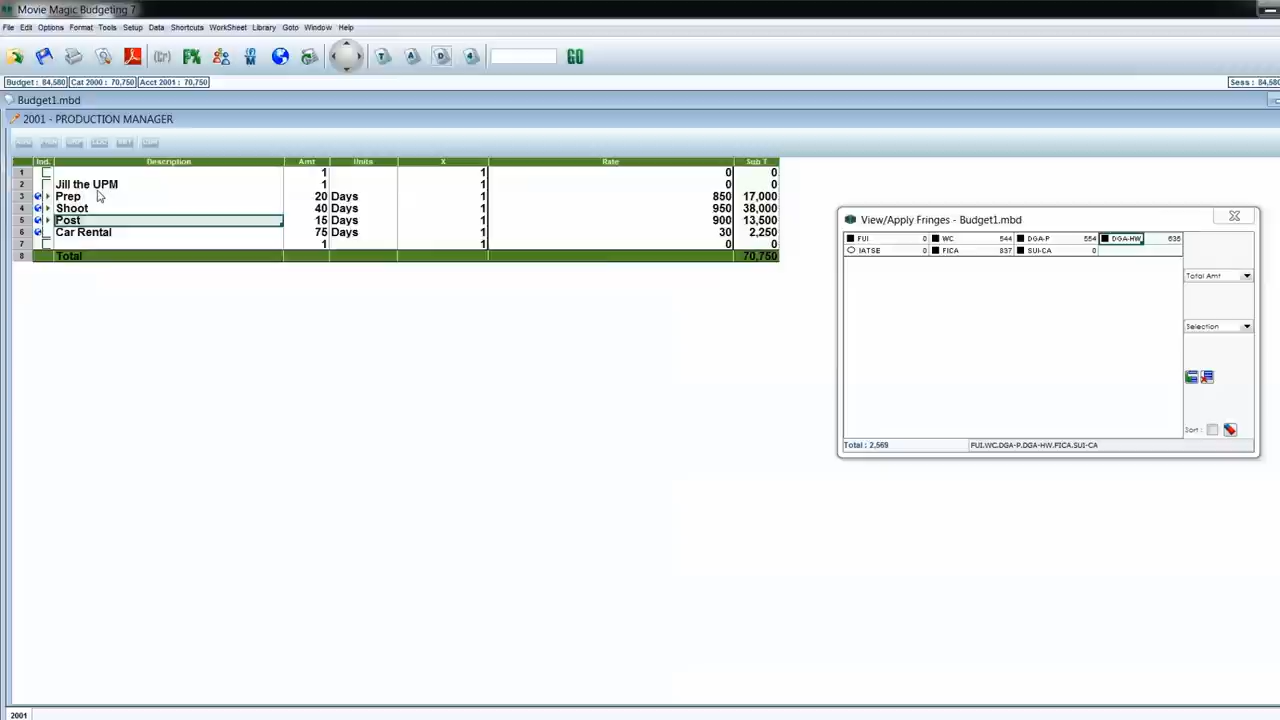 Movie Magic Budgeting 7
File Edit Options Format Tools Setup Data Shortcuts WorkSheet Library Goto Window Help
GO
Budget : 84,580 Cat 2000 : 70,750 Acct 2001 : 70,750 Sess : 84,580
Budget1.mbd
2001 - PRODUCTION MANAGER
Ind. Description Amt Units X Rate Sub T
1 1 1 0 0
2 Jill the UPM 1 1 0 0
3 Prep 20 Days 1 850 17,000
4 Shoot 40 Days 1 950 38,000
5 Post 15 Days 1 900 13,500
6 Car Rental 75 Days 1 30 2,250
7 1 1 0 0
8 Total 70,750
View/Apply Fringes - Budget1.mbd
FUI 0 WC 544 DGA-P 554 DGA-HW 635
IATSE 0 FICA 837 SUI-CA 0
Total Amt
Selection
Sort :
Total : 2,569 FUI.WC.DGA-P.DGA-HW.FICA.SUI-CA
2001